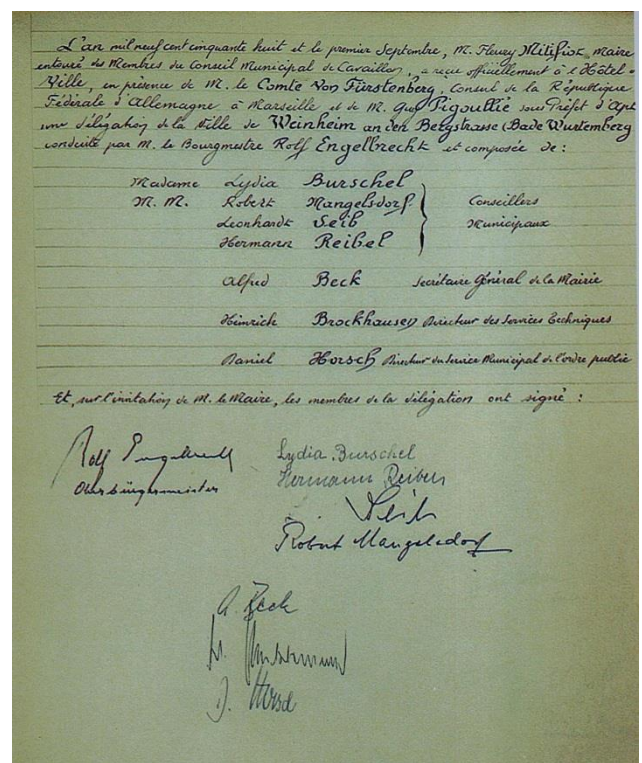 L'an mil neuf cent cinquante huit et le premier Septembre, M. Fleury Mitifiot, Maire
entouré des Membres du Conseil Municipal de Cavaillon, a reçu officiellement à l'Hôtel-
Ville, en présence de M. le Comte Von Fürstenberg, Consul de la République
Fédérale d'Allemagne à Marseille et de M. Guy Pigoullié sous Préfet d'Apt
une délégation de la Ville de Weinheim an der Bergstrasse (Bade Wurtemberg
conduite par M. le Bourgmestre Rolf Engelbrecht et composée de :
Madame Lydia Burschel
M. M. Robert Mangelsdorf
Leonhardt Seib
Hermann Reibel
Conseillers
Municipaux
Alfred Beck Secrétaire Général de la Mairie
Heinrich Brockhausen Directeur des Services Techniques
Daniel Horsch Directeur du Service Municipal de l'ordre public
Et, sur l'invitation de M. le Maire, les membres de la délégation ont signé :
Rolf Engelbrecht
Oberbürgermeister
Lydia Burschel
Hermann Reibel
Seib
Robert Mangelsdorf
A. Beck
D. Horsch